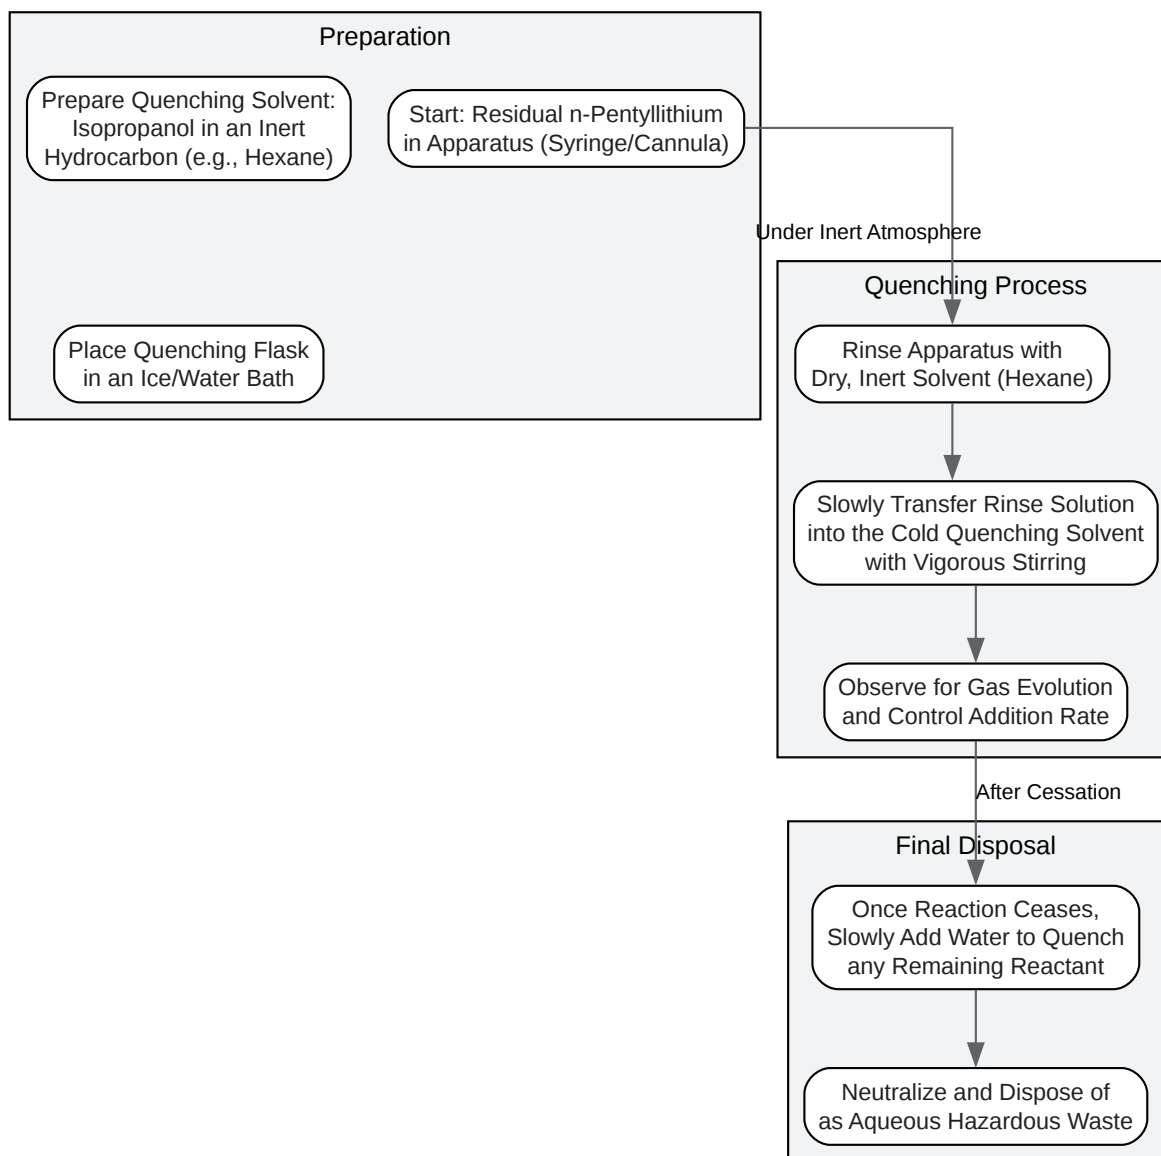 Preparation
Prepare Quenching Solvent:
Isopropanol in an Inert
Hydrocarbon (e.g., Hexane)
Start: Residual n-Pentyllithium
in Apparatus (Syringe/Cannula)
Place Quenching Flask
in an Ice/Water Bath
Under Inert Atmosphere
Quenching Process
Rinse Apparatus with
Dry, Inert Solvent (Hexane)
Slowly Transfer Rinse Solution
into the Cold Quenching Solvent
with Vigorous Stirring
Observe for Gas Evolution
and Control Addition Rate
After Cessation
Final Disposal
Once Reaction Ceases,
Slowly Add Water to Quench
any Remaining Reactant
Neutralize and Dispose of
as Aqueous Hazardous Waste